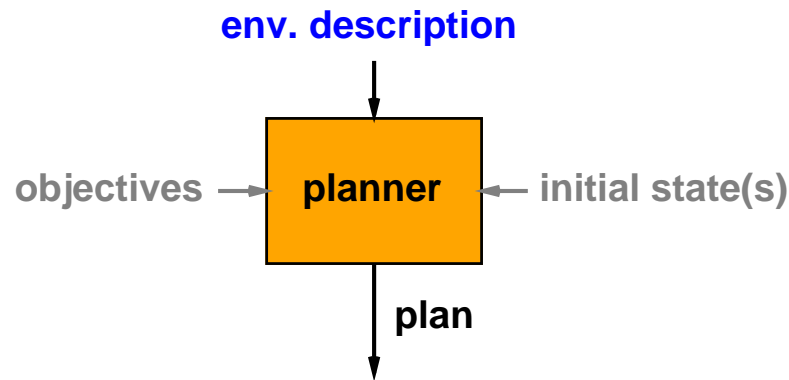 env. description
objectives
planner
initial state(s)
plan